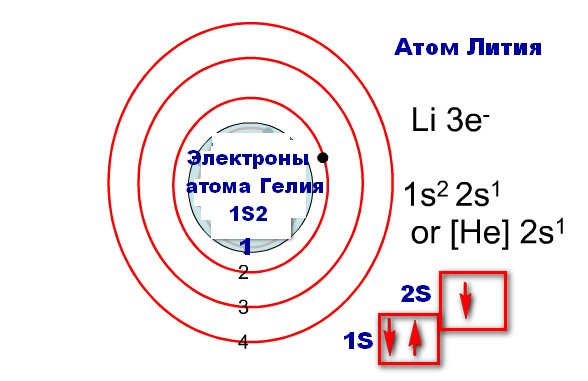 Атом Лития
Li 3e-
Электроны
атома Гелия
1S2
1
2
3
4
1s2 2s1
or [He] 2s1
2S
1S